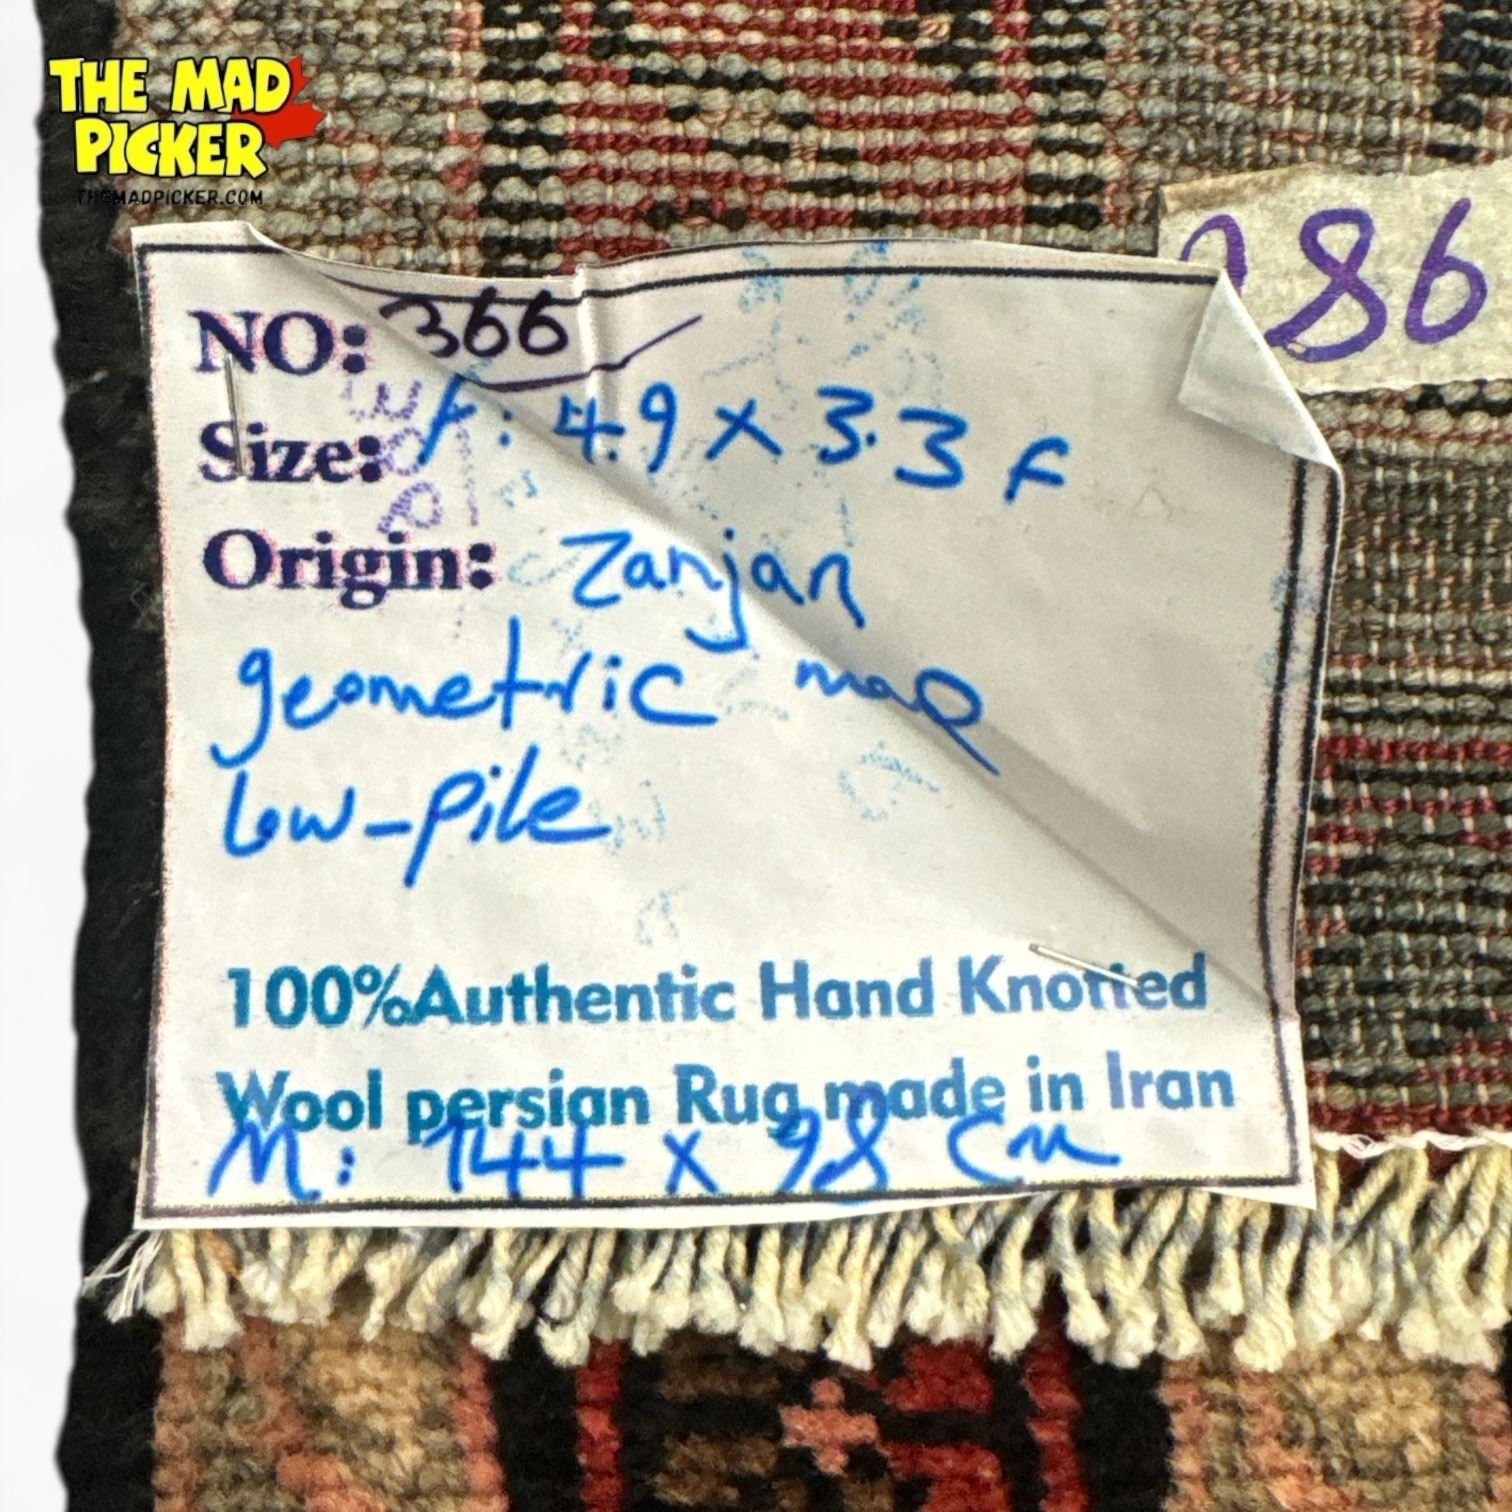 THE MAD
PICKER
THEMADPICKER.COM
86
NO: 366
Size: F: 4.9 x 3.3 F
Origin: Zanjan
geometric map
low-pile
100%Authentic Hand Knotted
Wool persian Rug made in Iran
M: 144 x 98 cm